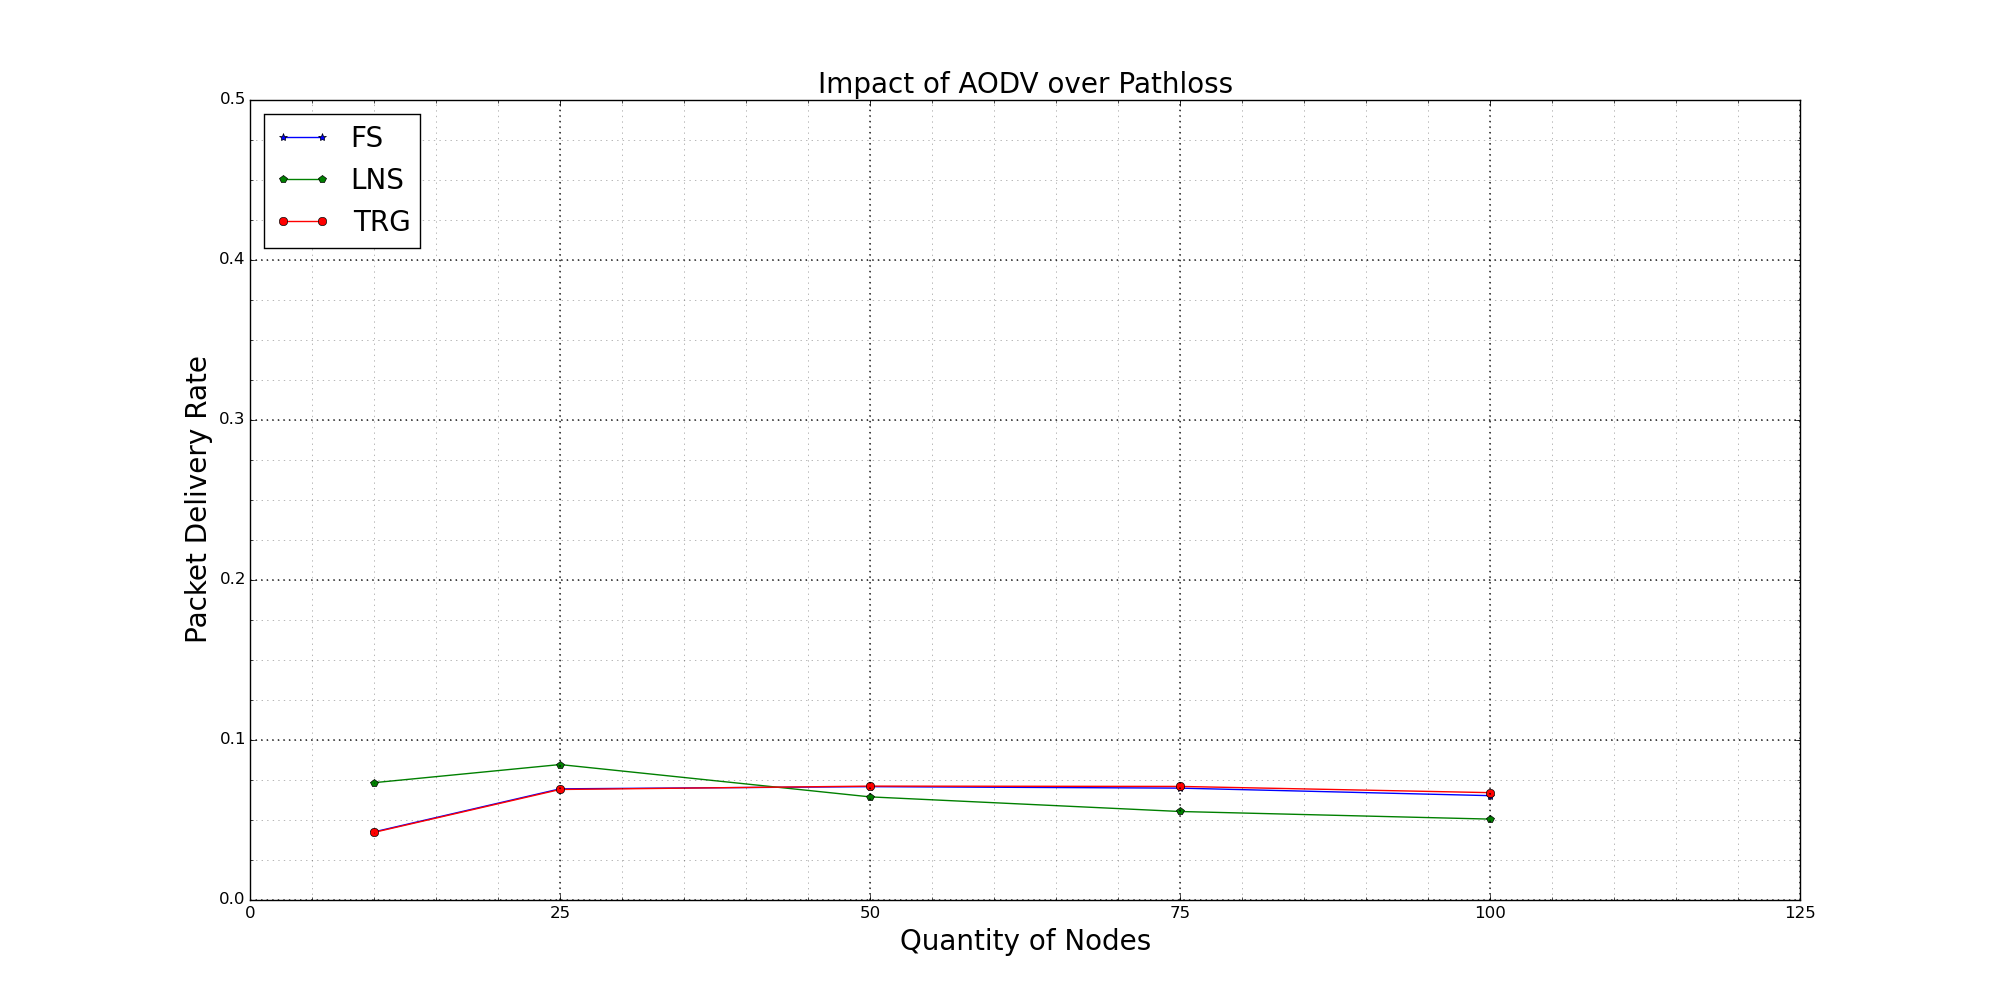 Impact of AODV over Pathloss
0.5
0.4
0.3
0.2
0.1
0.0
FS
LNS
TRG
Packet Delivery Rate
0 25 50 75 100 125
Quantity of Nodes